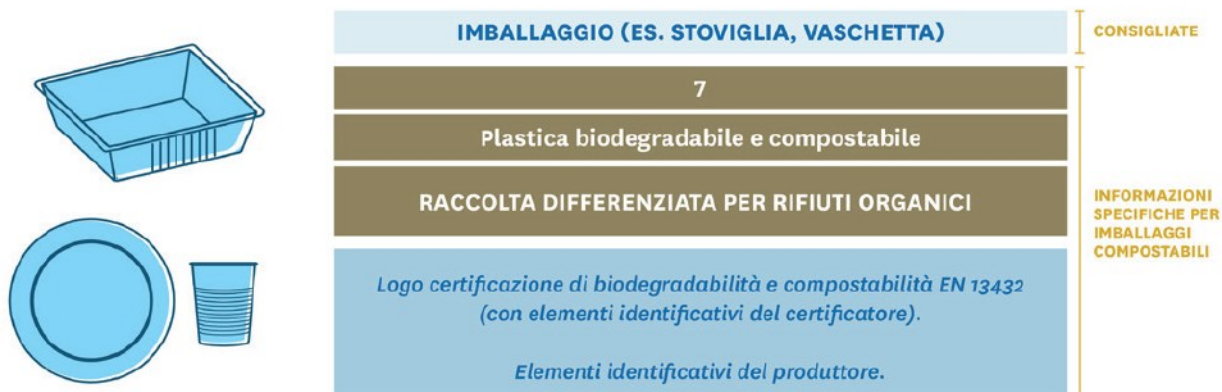 IMBALLAGGIO (ES. STOVIGLIA, VASCHETTA)
CONSIGLIATE
7
Plastica biodegradabile e compostabile
RACCOLTA DIFFERENZIATA PER RIFIUTI ORGANICI
INFORMAZIONI
SPECIFICHE PER
IMBALLAGGI
COMPOSTABILI
Logo certificazione di biodegradabilità e compostabilità EN 13432
(con elementi identificativi del certificatore).
Elementi identificativi del produttore.